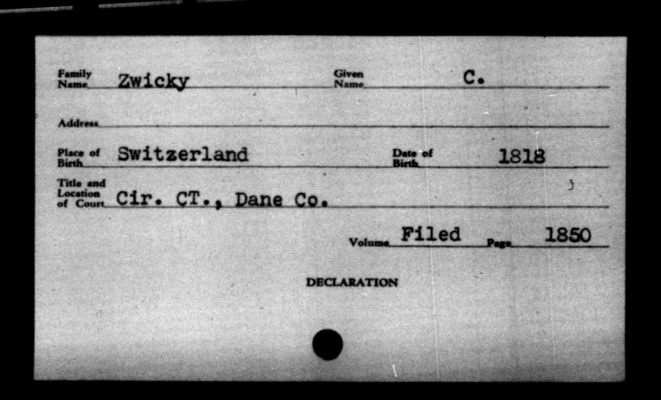 Family Name Zwicky Given Name C.
Address
Place of Birth Switzerland Date of Birth 1818
Title and Location of Court Cir. CT., Dane Co.
Volume Filed Page 1850
DECLARATION